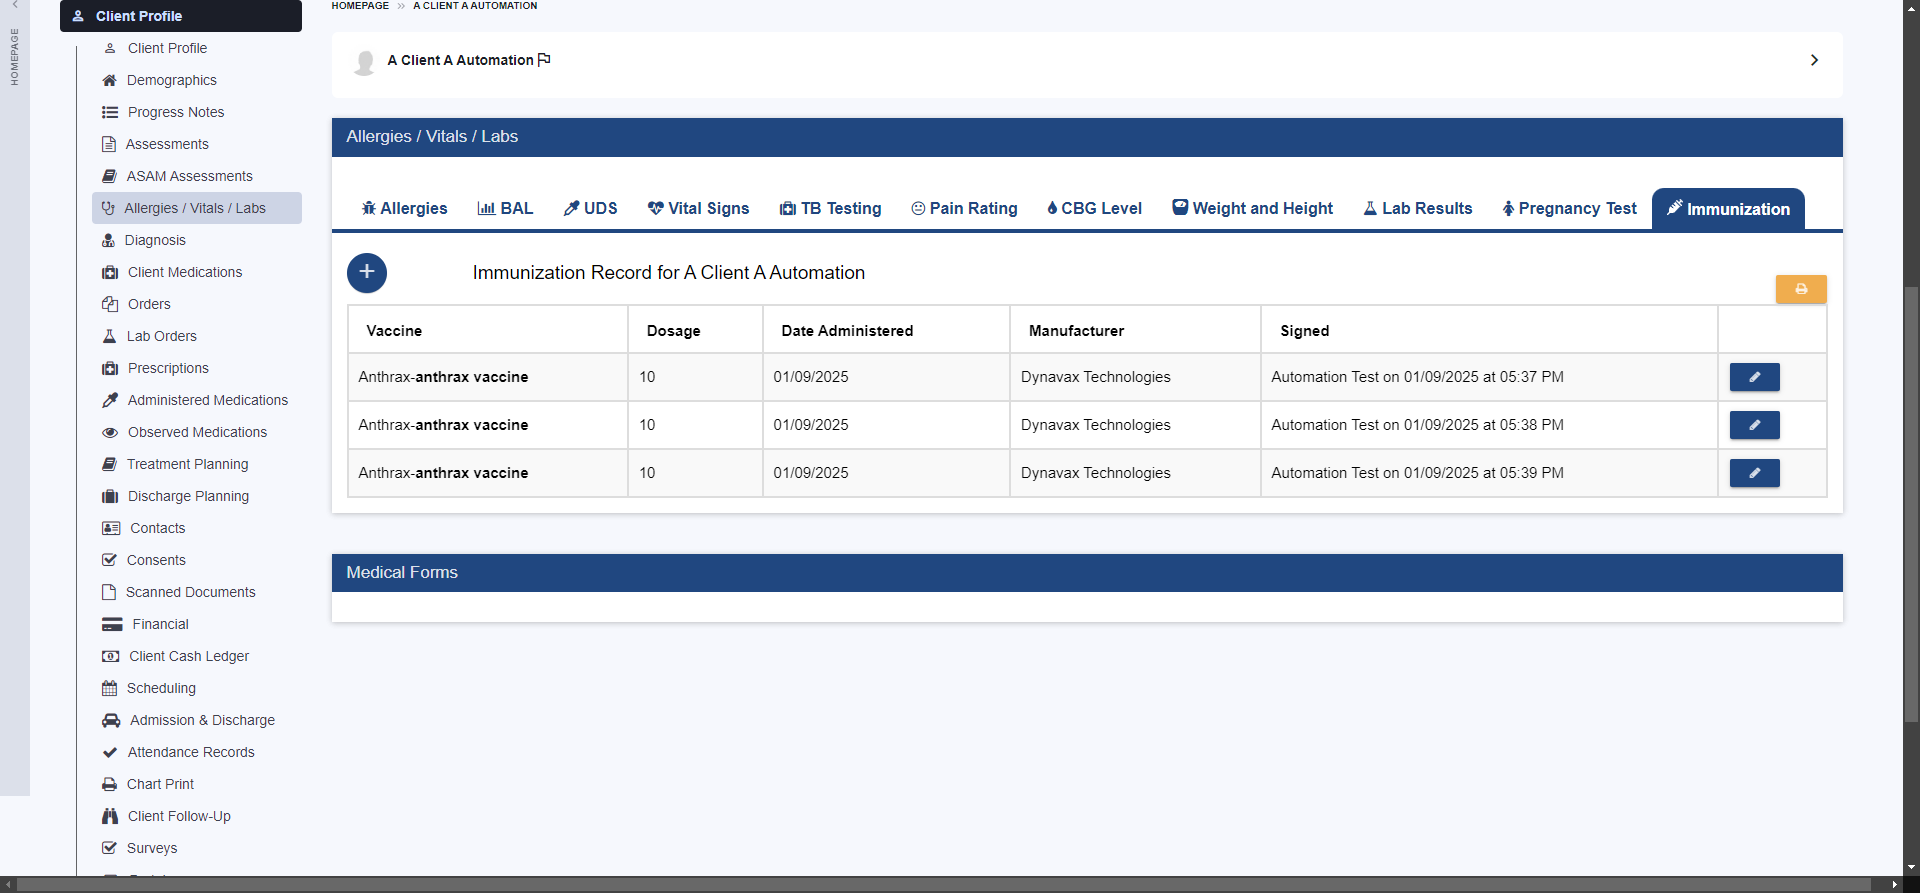 HOMEPAGE
Client Profile
Client Profile
Demographics
Progress Notes
Assessments
ASAM Assessments
Allergies / Vitals / Labs
Diagnosis
Client Medications
Orders
Lab Orders
Prescriptions
Administered Medications
Observed Medications
Treatment Planning
Discharge Planning
Contacts
Consents
Scanned Documents
Financial
Client Cash Ledger
Scheduling
Admission & Discharge
Attendance Records
Chart Print
Client Follow-Up
Surveys
HOMEPAGE » A CLIENT A AUTOMATION
A Client A Automation
Allergies / Vitals / Labs
Allergies BAL UDS Vital Signs TB Testing Pain Rating CBG Level Weight and Height Lab Results Pregnancy Test Immunization
Immunization Record for A Client A Automation
Vaccine Dosage Date Administered Manufacturer Signed
Anthrax-anthrax vaccine 10 01/09/2025 Dynavax Technologies Automation Test on 01/09/2025 at 05:37 PM
Anthrax-anthrax vaccine 10 01/09/2025 Dynavax Technologies Automation Test on 01/09/2025 at 05:38 PM
Anthrax-anthrax vaccine 10 01/09/2025 Dynavax Technologies Automation Test on 01/09/2025 at 05:39 PM
Medical Forms